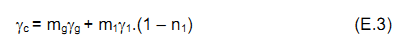 γc = mgγg + m1γ1.(1 – n1) (E.3)